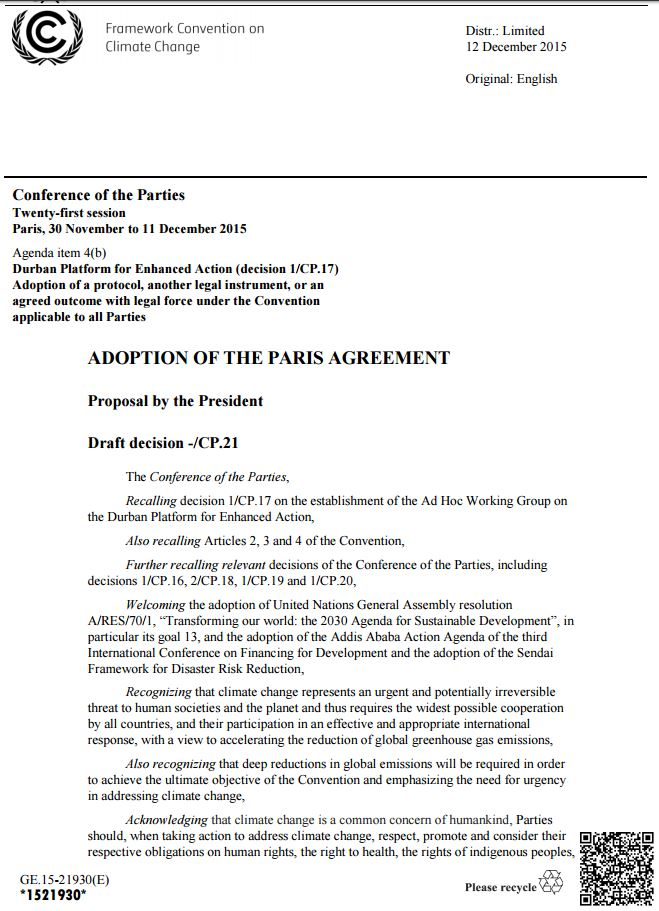 Framework Convention on
Climate Change
Distr.: Limited
12 December 2015
Original: English
Conference of the Parties
Twenty-first session
Paris, 30 November to 11 December 2015
Agenda item 4(b)
Durban Platform for Enhanced Action (decision 1/CP.17)
Adoption of a protocol, another legal instrument, or an
agreed outcome with legal force under the Convention
applicable to all Parties
ADOPTION OF THE PARIS AGREEMENT
Proposal by the President
Draft decision -/CP.21
The Conference of the Parties,
Recalling decision 1/CP.17 on the establishment of the Ad Hoc Working Group on
the Durban Platform for Enhanced Action,
Also recalling Articles 2, 3 and 4 of the Convention,
Further recalling relevant decisions of the Conference of the Parties, including
decisions 1/CP.16, 2/CP.18, 1/CP.19 and 1/CP.20,
Welcoming the adoption of United Nations General Assembly resolution
A/RES/70/1, “Transforming our world: the 2030 Agenda for Sustainable Development”, in
particular its goal 13, and the adoption of the Addis Ababa Action Agenda of the third
International Conference on Financing for Development and the adoption of the Sendai
Framework for Disaster Risk Reduction,
Recognizing that climate change represents an urgent and potentially irreversible
threat to human societies and the planet and thus requires the widest possible cooperation
by all countries, and their participation in an effective and appropriate international
response, with a view to accelerating the reduction of global greenhouse gas emissions,
Also recognizing that deep reductions in global emissions will be required in order
to achieve the ultimate objective of the Convention and emphasizing the need for urgency
in addressing climate change,
Acknowledging that climate change is a common concern of humankind, Parties
should, when taking action to address climate change, respect, promote and consider their
respective obligations on human rights, the right to health, the rights of indigenous peoples,
GE.15-21930(E)
*1521930*
Please recycle